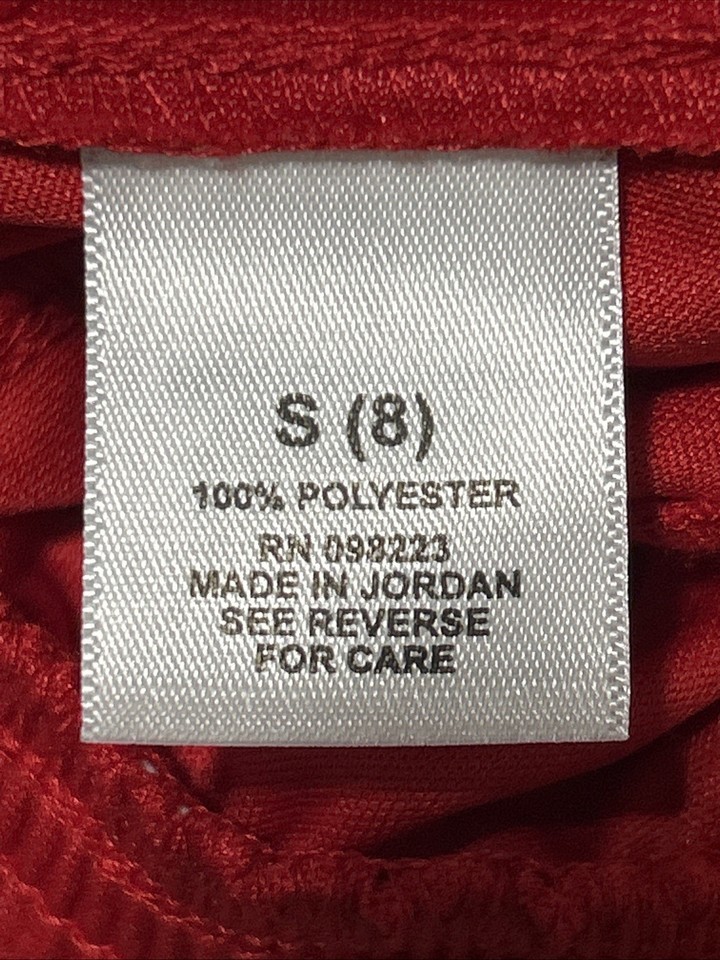 S (8)
100% POLYESTER
RN 098223
MADE IN JORDAN
SEE REVERSE
FOR CARE